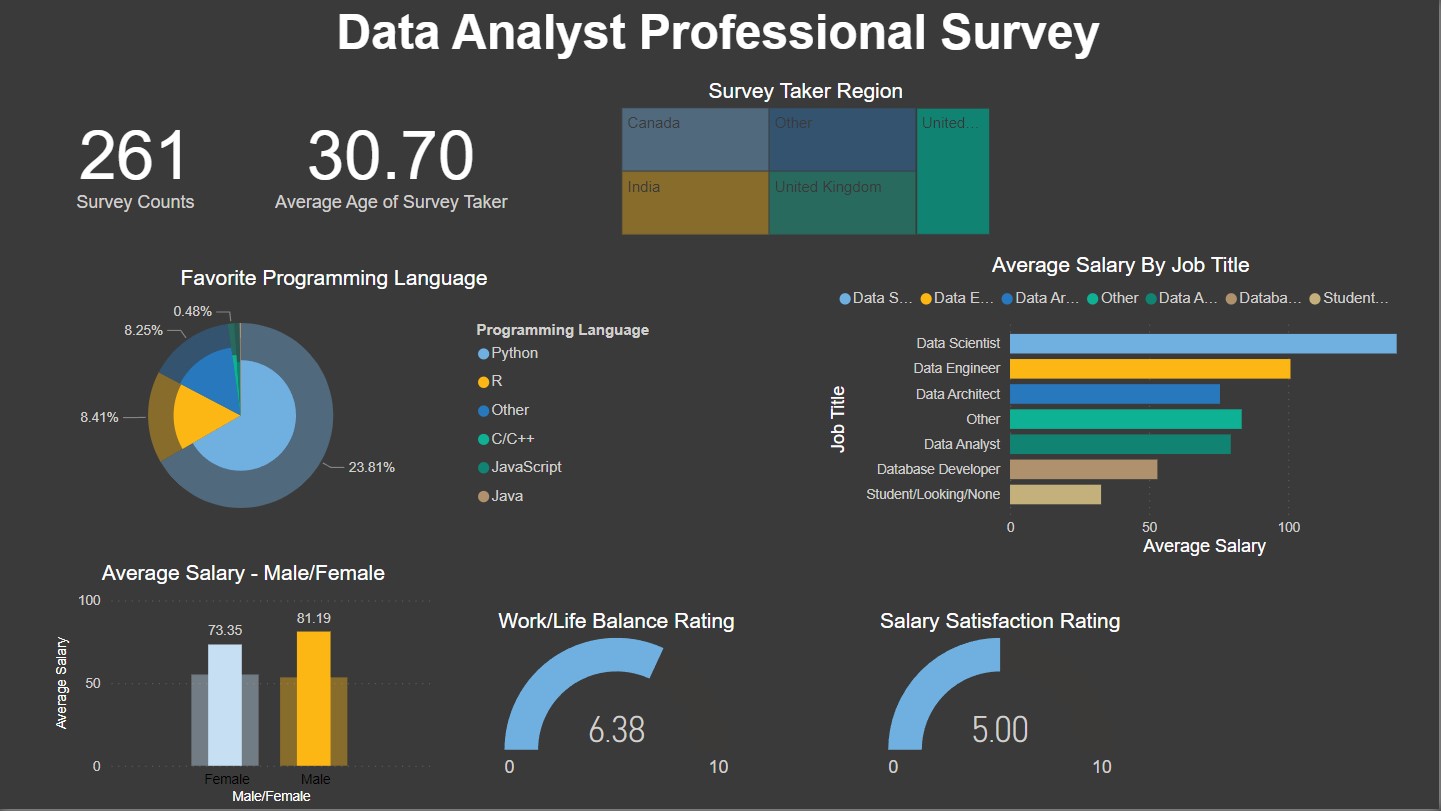 Data Analyst Professional Survey
261
Survey Counts
30.70
Average Age of Survey Taker
Survey Taker Region
Canada
Other
United...
India
United Kingdom
Favorite Programming Language
0.48%
8.25%
8.41%
23.81%
Programming Language
Python
R
Other
C/C++
JavaScript
Java
Average Salary By Job Title
Data S... Data E... Data Ar... Other Data A... Databa... Student...
Job Title
Data Scientist
Data Engineer
Data Architect
Other
Data Analyst
Database Developer
Student/Looking/None
0 50 100
Average Salary
Average Salary - Male/Female
Average Salary
100
50
0
73.35
81.19
Female Male
Male/Female
Work/Life Balance Rating
6.38
0 10
Salary Satisfaction Rating
5.00
0 10